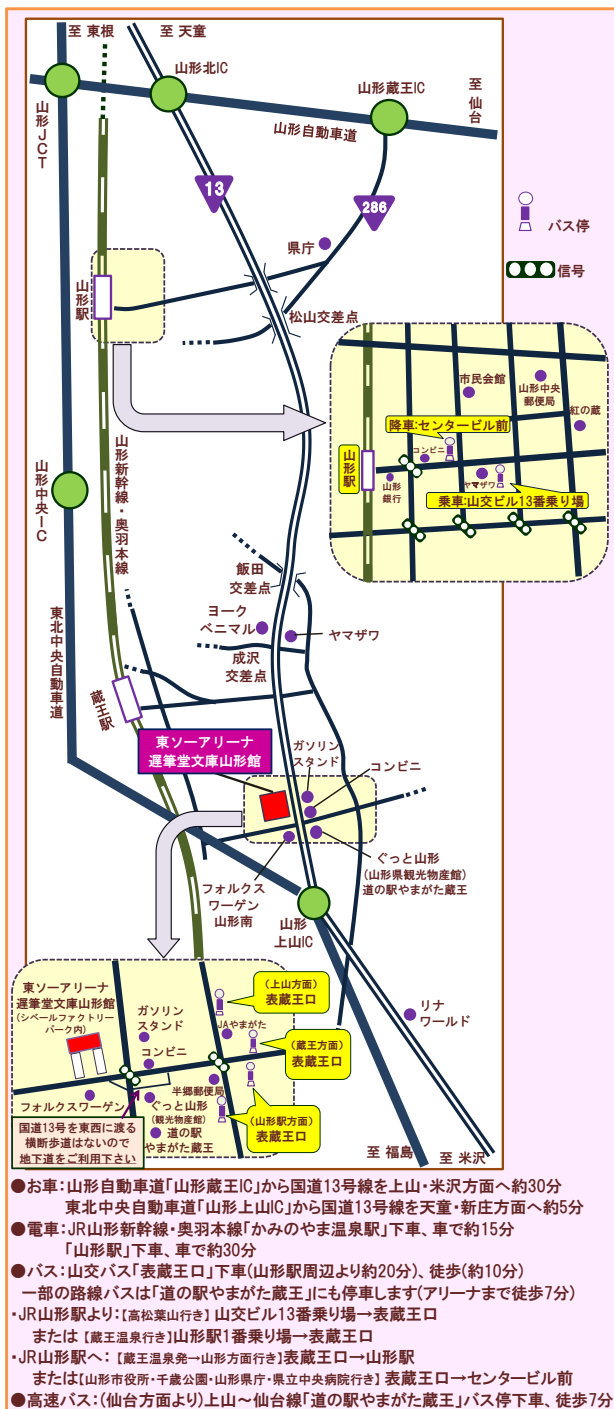 至 東根
至 天童
山形北IC
山形蔵王IC
至 仙台
山形JCT
山形自動車道
13
286
バス停
信号
県庁
山形駅
松山交差点
市民会館
山形中央
郵便局
紅の蔵
降車:センタービル前
コンビニ
山形駅
山形
銀行
ヤマザワ
乗車:山交ビル13番乗り場
山形新幹線・奥羽本線
山形中央IC
東北中央自動車道
飯田
交差点
ヨーク
ベニマル
ヤマザワ
成沢
交差点
蔵王駅
東ソーアリーナ
遅筆堂文庫山形館
ガソリン
スタンド
コンビニ
ぐっと山形
(山形県観光物産館)
道の駅やまがた蔵王
フォルクス
ワーゲン
山形南
山形
上山IC
リナ
ワールド
東ソーアリーナ
遅筆堂文庫山形館
(シベールファクトリー
パーク内)
ガソリン
スタンド
コンビニ
(上山方面)
表蔵王口
JAやまがた
(蔵王方面)
表蔵王口
半郷郵便局
フォルクスワーゲン
ぐっと山形
(観光物産館)
道の駅
やまがた蔵王
(山形駅方面)
表蔵王口
国道13号を東西に渡る
横断歩道はないので
地下道をご利用下さい
至 福島
至 米沢
●お車:山形自動車道「山形蔵王IC」から国道13号線を上山・米沢方面へ約30分
東北中央自動車道「山形上山IC」から国道13号線を天童・新庄方面へ約5分
●電車:JR山形新幹線・奥羽本線「かみのやま温泉駅」下車、車で約15分
「山形駅」下車、車で約30分
●バス:山交バス「表蔵王口」下車(山形駅周辺より約20分)、徒歩(約10分)
一部の路線バスは「道の駅やまがた蔵王」にも停車します(アリーナまで徒歩7分)
・JR山形駅より:【高松葉山行き】山交ビル13番乗り場→表蔵王口
または【蔵王温泉行き】山形駅1番乗り場→表蔵王口
・JR山形駅へ:【蔵王温泉発→山形方面行き】表蔵王口→山形駅
または【山形市役所・千歳公園・山形県庁・県立中央病院行き】表蔵王口→センタービル前
●高速バス:(仙台方面より)上山～仙台線「道の駅やまがた蔵王」バス停下車、徒歩7分